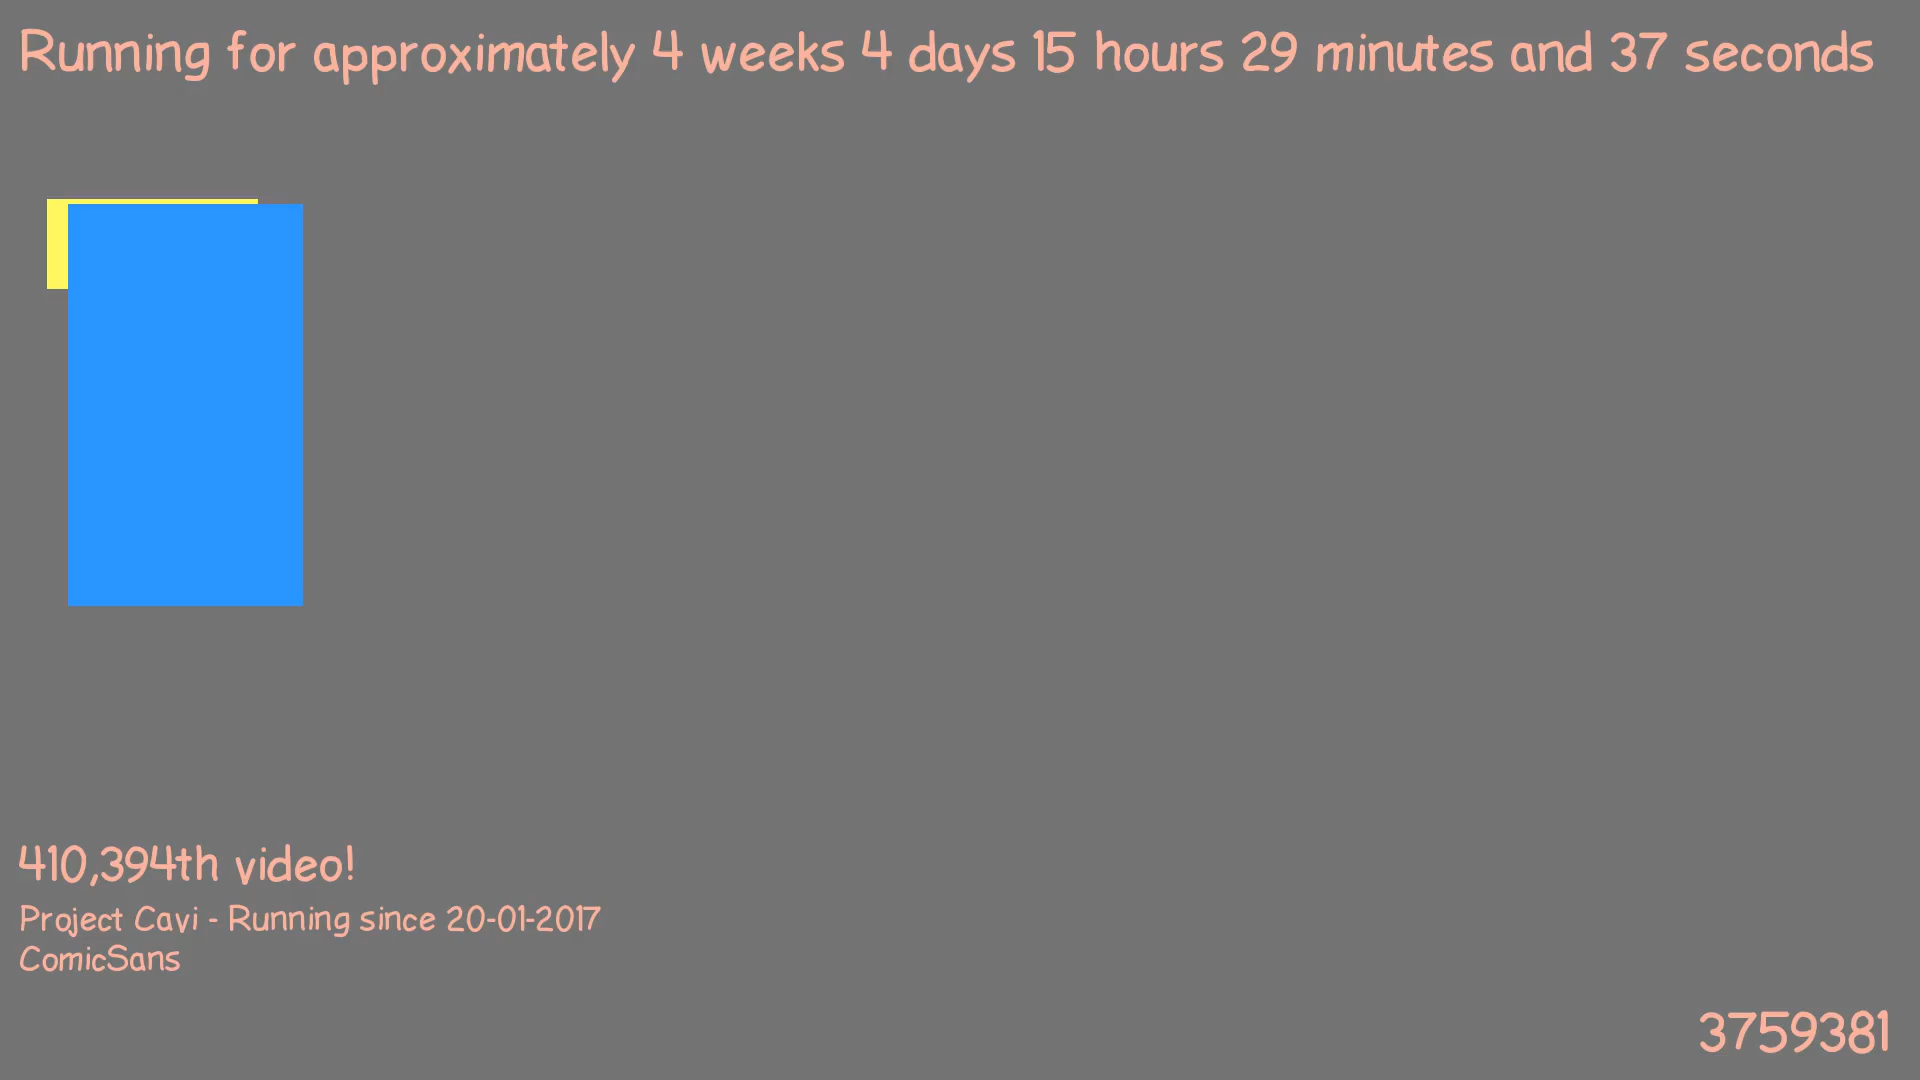 Running for approximately 4 weeks 4 days 15 hours 29 minutes and 37 seconds
410,394th video!
Project Cavi - Running since 20-01-2017
ComicSans
3759381